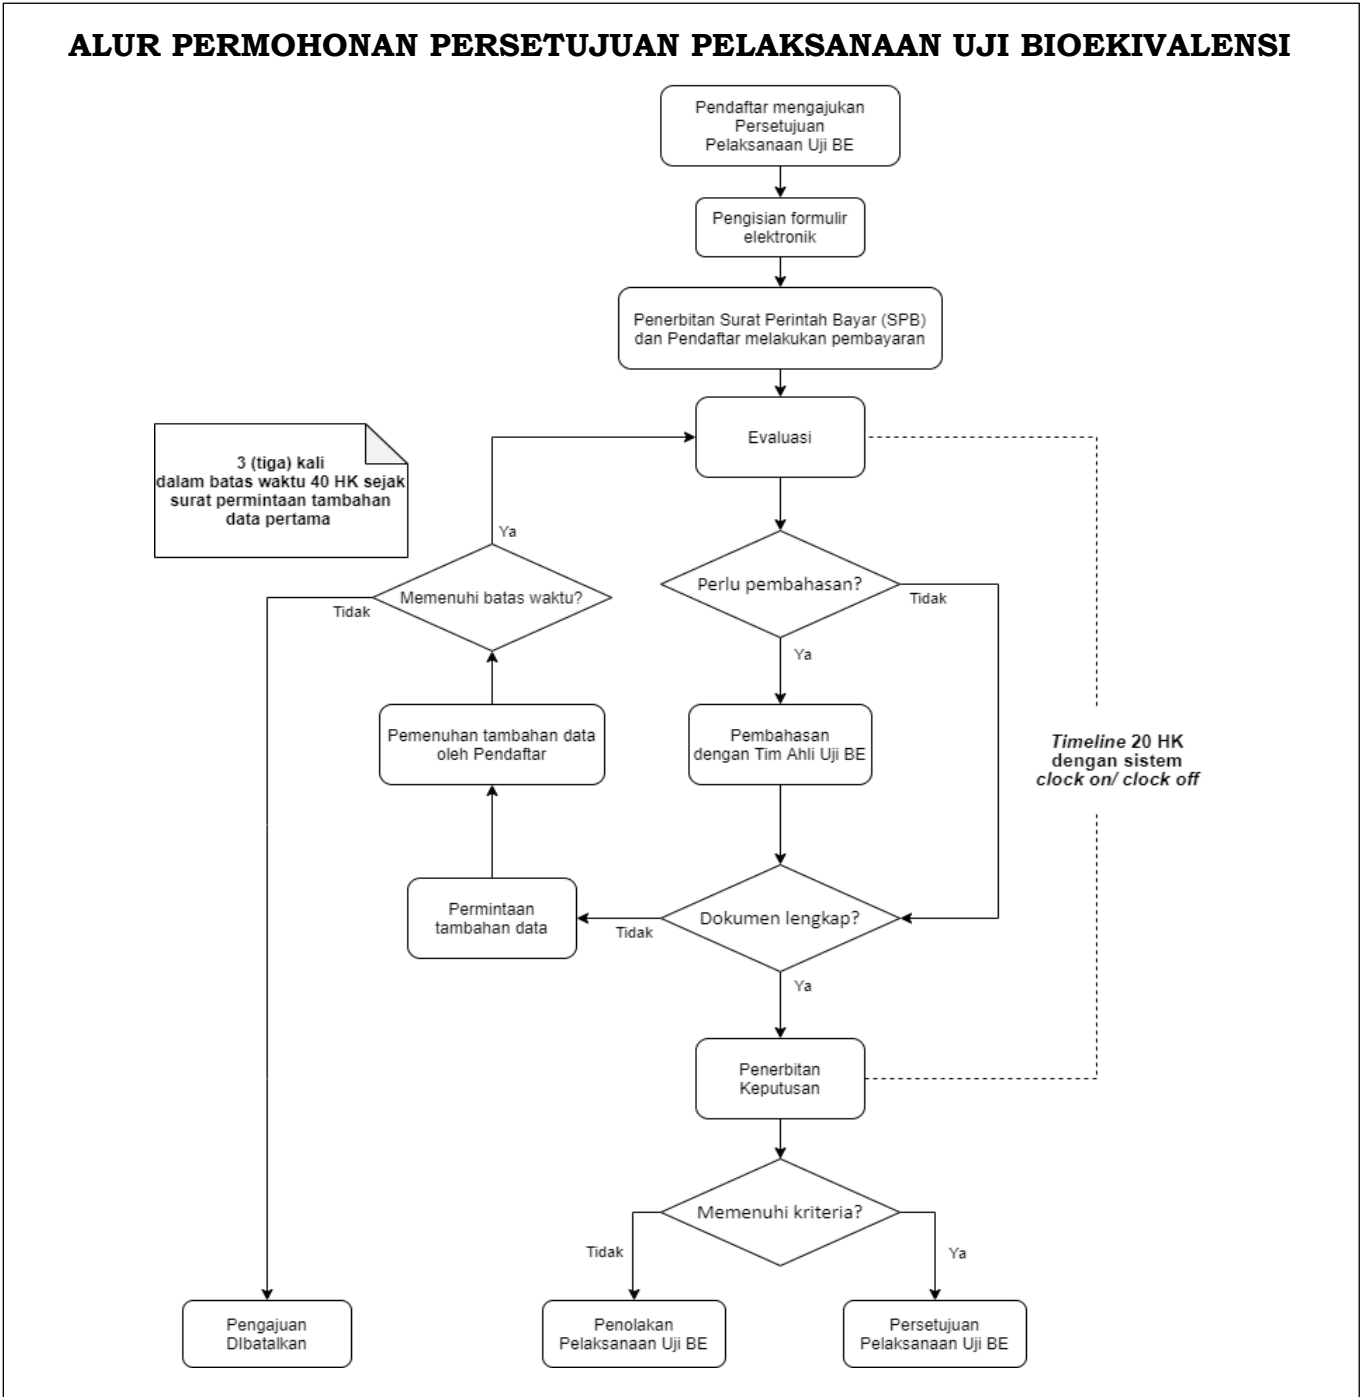 ALUR PERMOHONAN PERSETUJUAN PELAKSANAAN UJI BIOEKIVALENSI
Pendaftar mengajukan
Persetujuan
Pelaksanaan Uji BE
Pengisian formulir
elektronik
Penerbitan Surat Perintah Bayar (SPB)
dan Pendaftar melakukan pembayaran
Evaluasi
3 (tiga) kali
dalam batas waktu 40 HK sejak
surat permintaan tambahan
data pertama
Ya
Memenuhi batas waktu?
Tidak
Perlu pembahasan?
Tidak
Ya
Pemenuhan tambahan data
oleh Pendaftar
Pembahasan
dengan Tim Ahli Uji BE
Timeline 20 HK
dengan sistem
clock on/ clock off
Permintaan
tambahan data
Tidak
Dokumen lengkap?
Ya
Penerbitan
Keputusan
Memenuhi kriteria?
Tidak
Ya
Pengajuan
DIbatalkan
Penolakan
Pelaksanaan Uji BE
Persetujuan
Pelaksanaan Uji BE